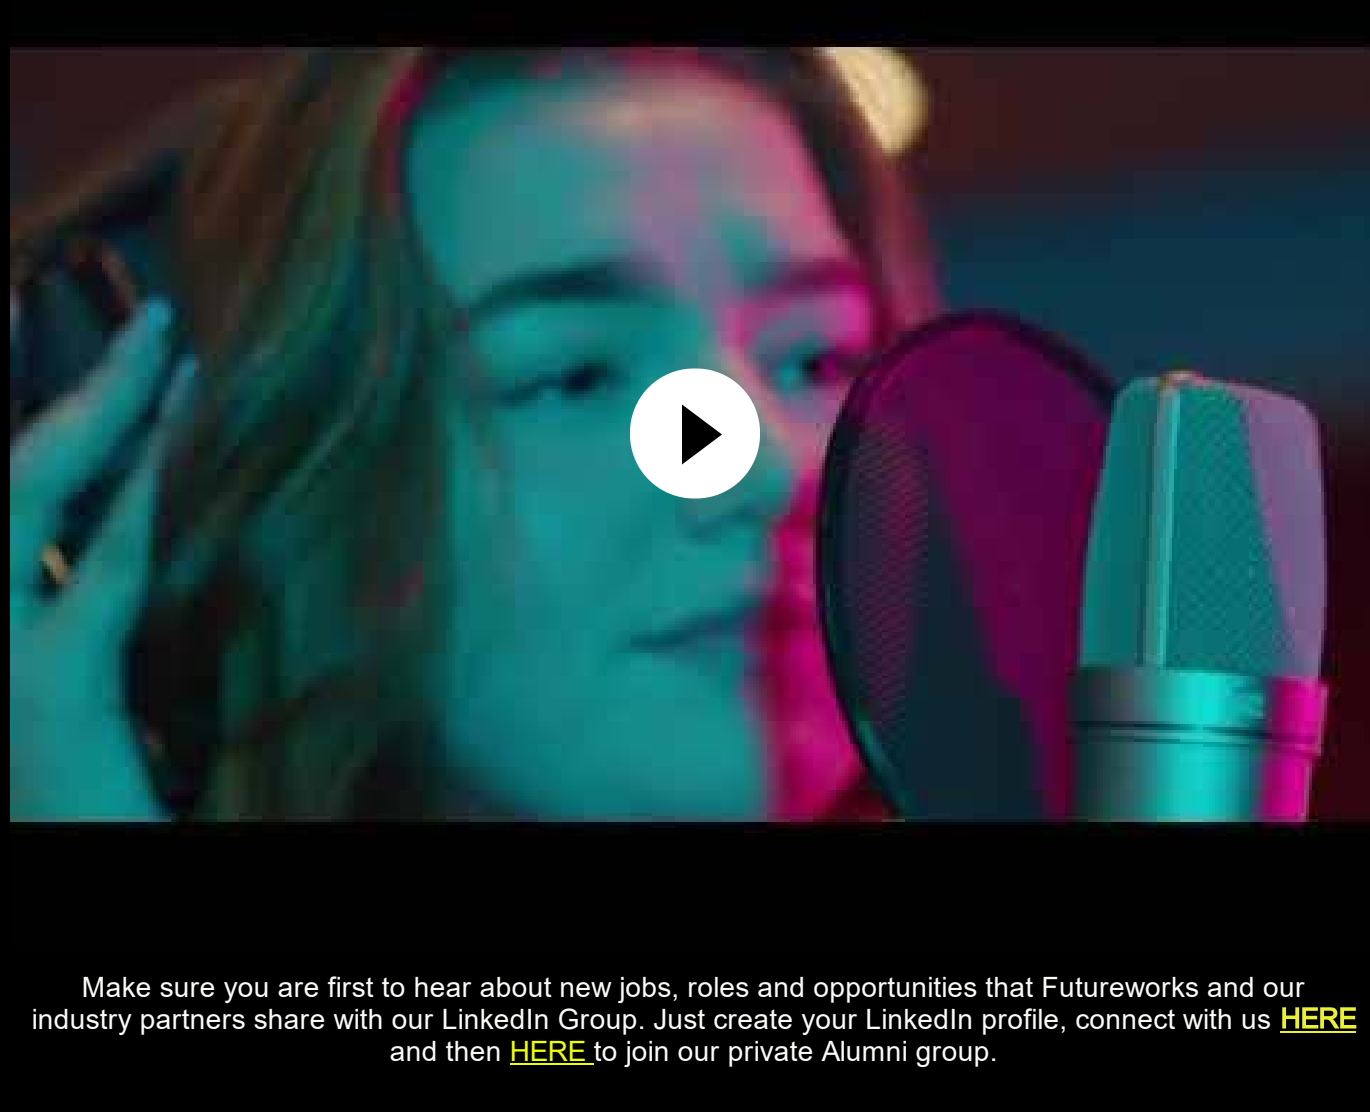 Make sure you are first to hear about new jobs, roles and opportunities that Futureworks and our
industry partners share with our LinkedIn Group. Just create your LinkedIn profile, connect with us HERE
and then HERE to join our private Alumni group.